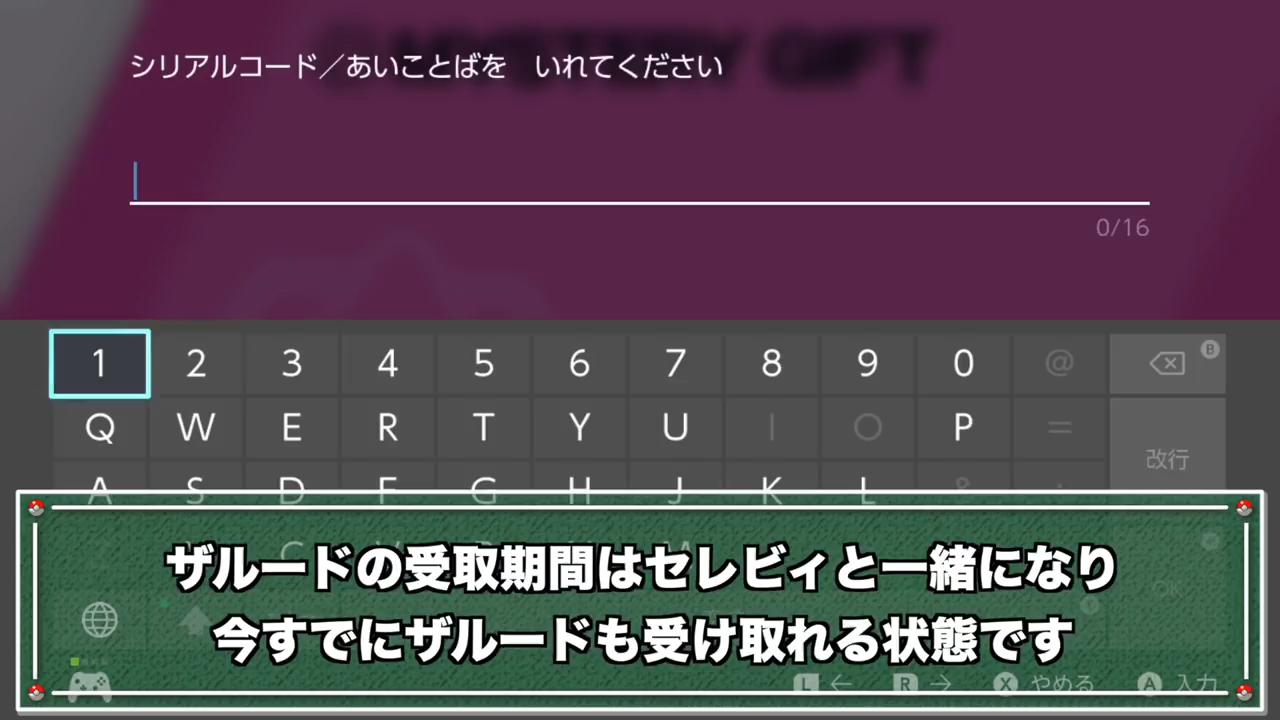 MYSTERY GIFT
シリアルコード／あいことばを　いれてください
0/16
1 2 3 4 5 6 7 8 9 0 @
Q W E R T Y U I O P =
改行
A S D F G H J K L &
ザルードの受取期間はセレビィと一緒になり
今すでにザルードも受け取れる状態です
L ← R → X やめる A 入力